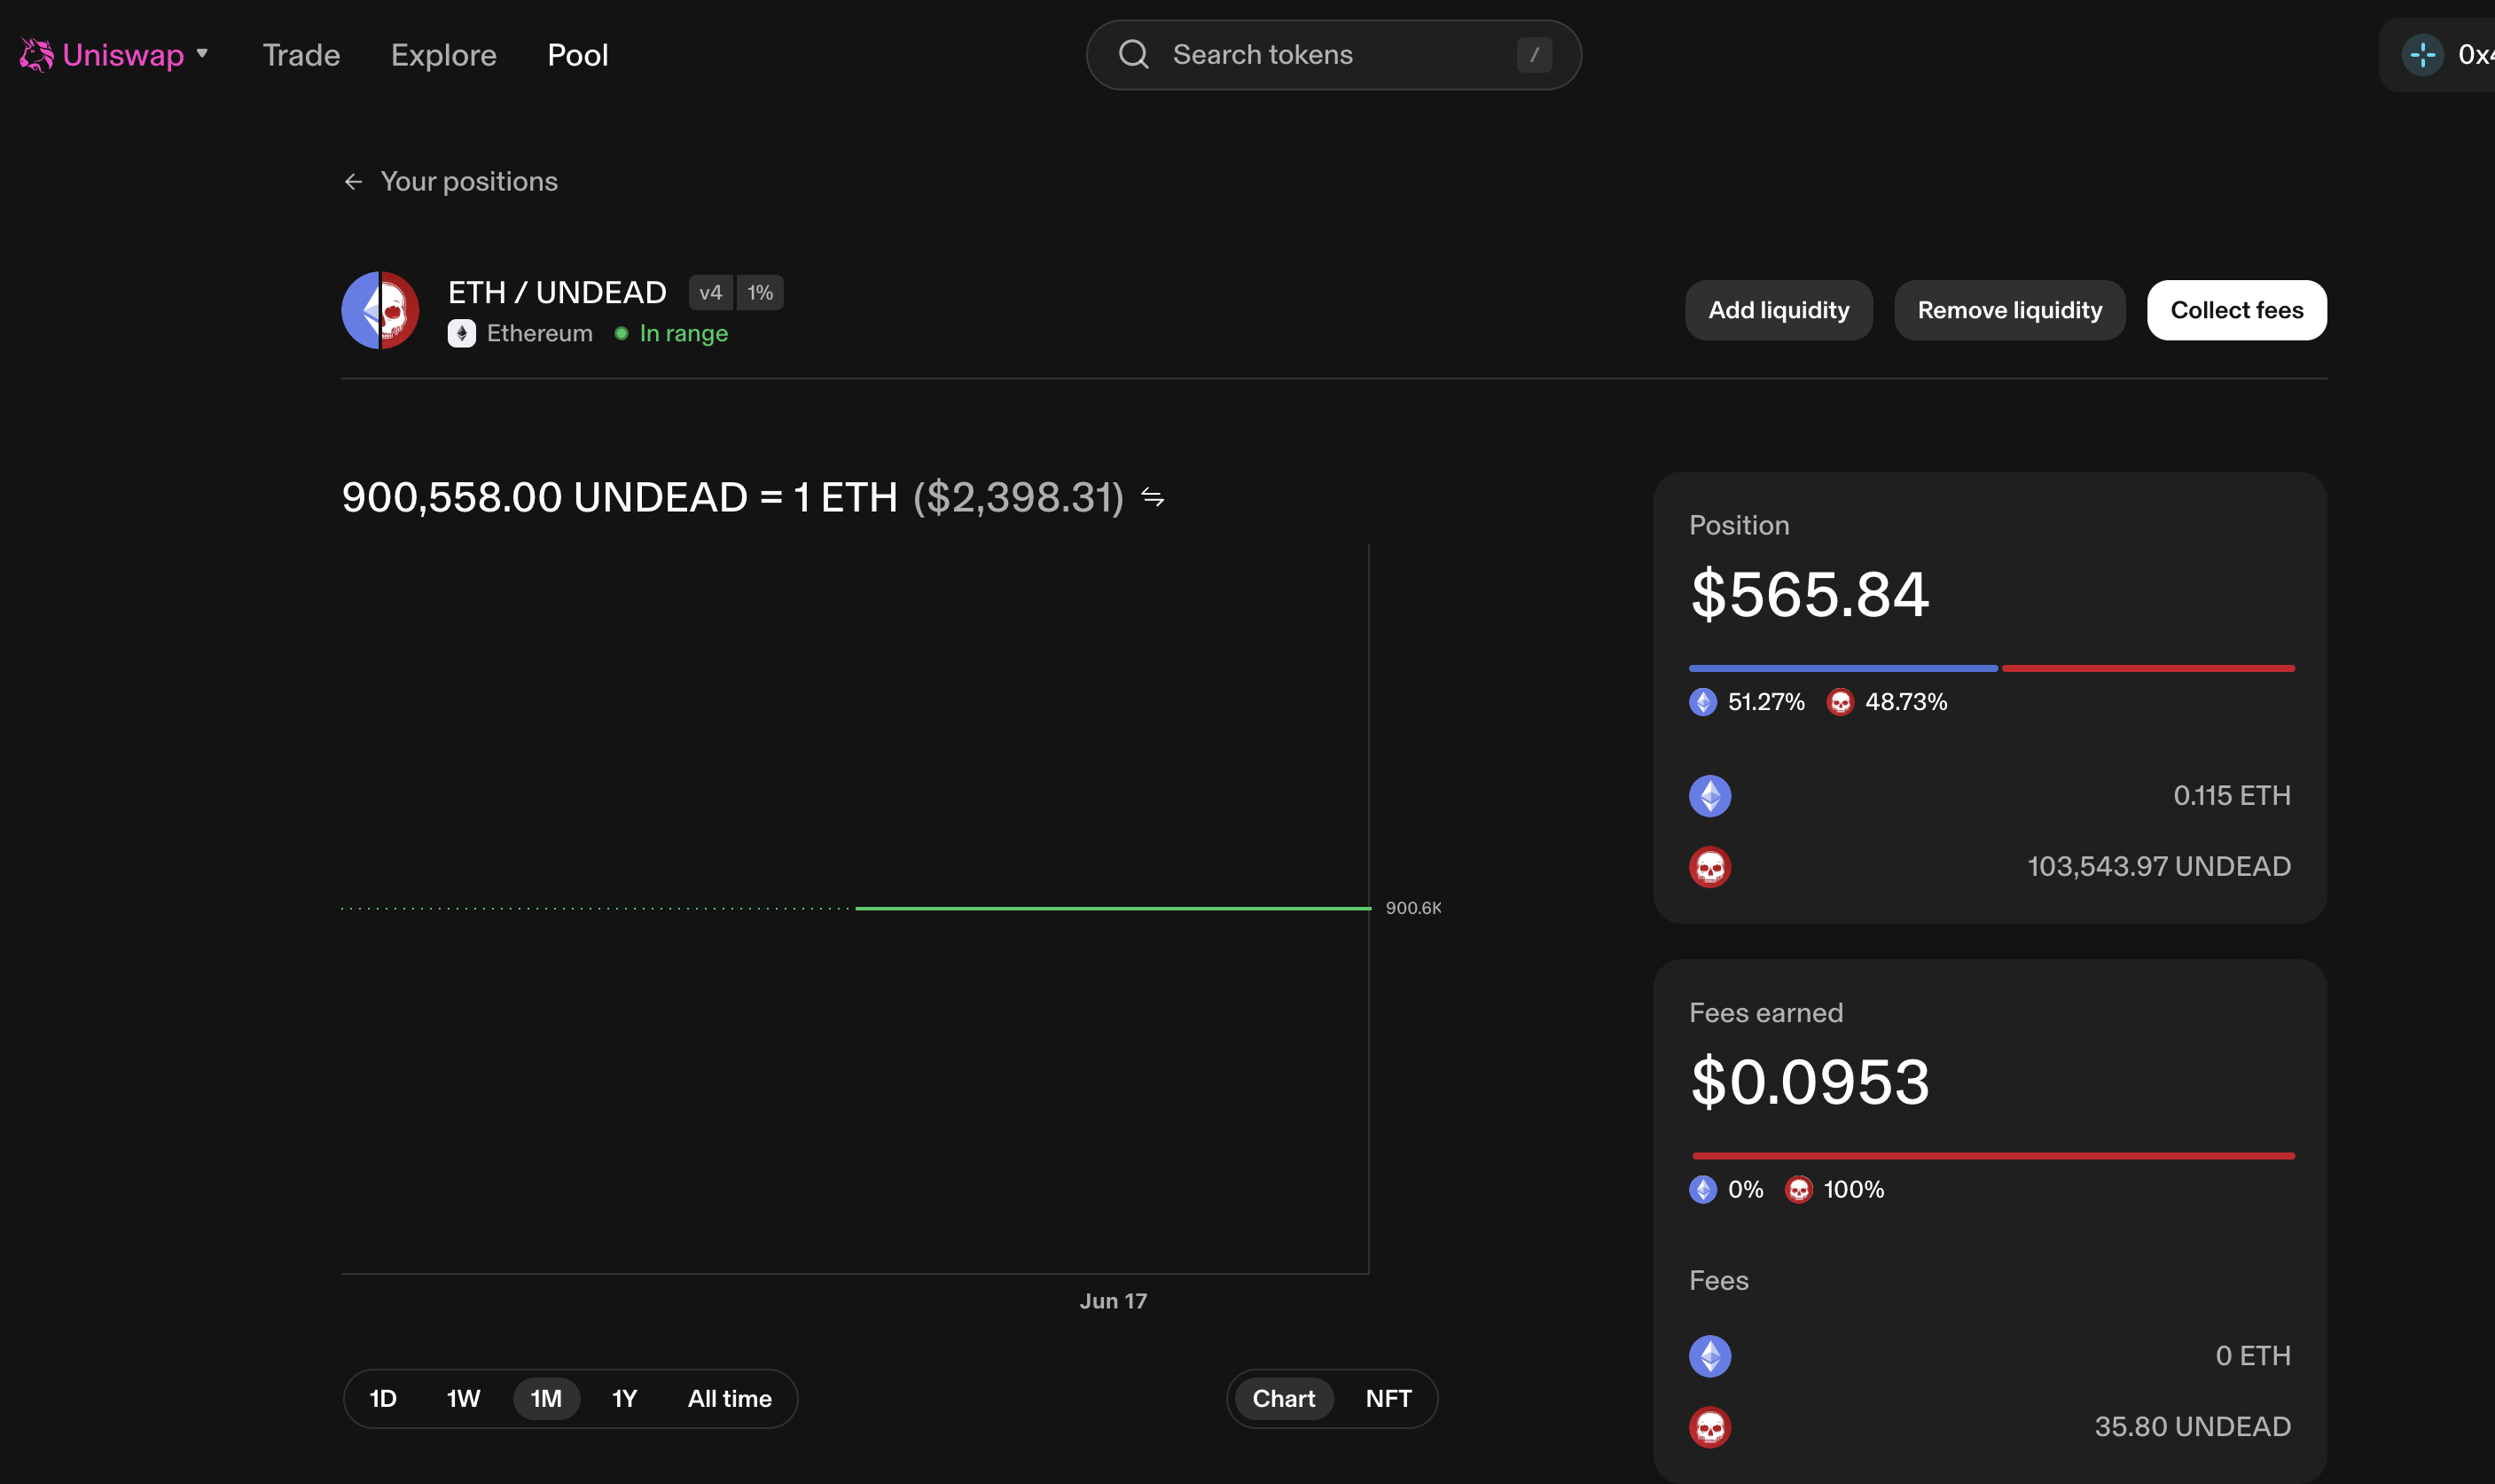 Uniswap Trade Explore Pool Search tokens / 0x4
← Your positions
ETH / UNDEAD v4 1%
Ethereum In range
Add liquidity Remove liquidity Collect fees
900,558.00 UNDEAD = 1 ETH ($2,398.31)
900.6K
Jun 17
1D 1W 1M 1Y All time
Chart NFT
Position
$565.84
51.27% 48.73%
0.115 ETH
103,543.97 UNDEAD
Fees earned
$0.0953
0% 100%
Fees
0 ETH
35.80 UNDEAD